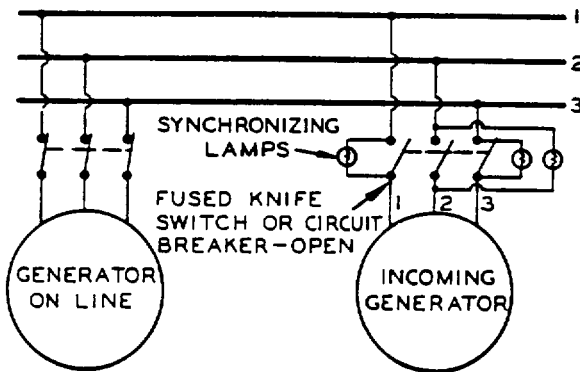 1
2
3
SYNCHRONIZING
LAMPS
FUSED KNIFE
SWITCH OR CIRCUIT
BREAKER-OPEN
1 2 3
GENERATOR
ON LINE
INCOMING
GENERATOR